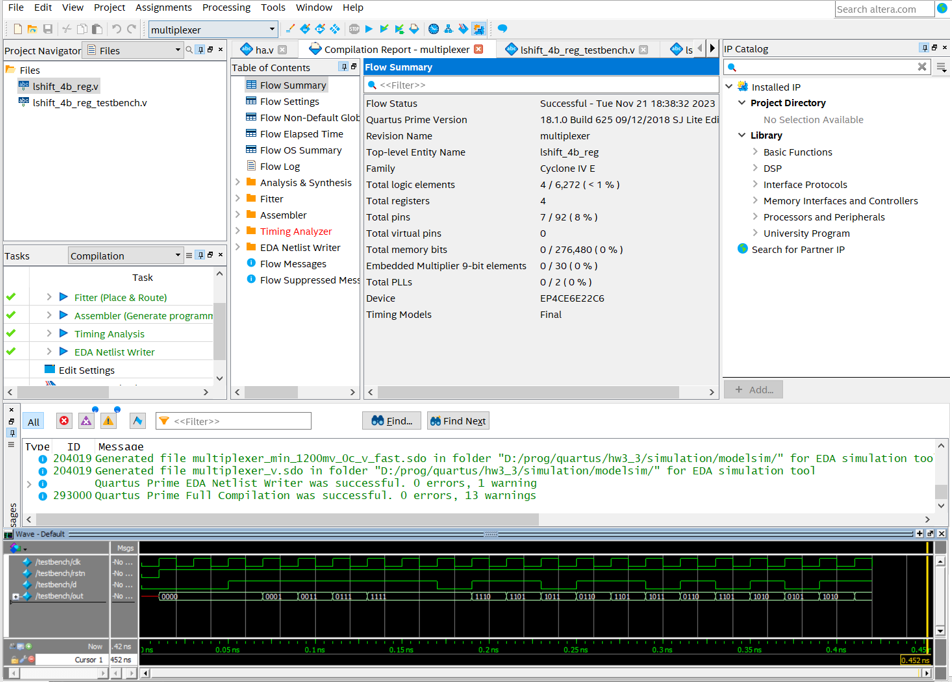 File Edit View Project Assignments Processing Tools Window Help
Search altera.com
multiplexer
Project Navigator Files
ha.v
Compilation Report - multiplexer
lshift_4b_reg_testbench.v
ls
IP Catalog
Files
lshift_4b_reg.v
lshift_4b_reg_testbench.v
Table of Contents
Flow Summary
Flow Settings
Flow Non-Default Glob
Flow Elapsed Time
Flow OS Summary
Flow Log
Analysis & Synthesis
Fitter
Assembler
Timing Analyzer
EDA Netlist Writer
Flow Messages
Flow Suppressed Mess
Flow Summary
<<Filter>>
Flow Status Successful - Tue Nov 21 18:38:32 2023
Quartus Prime Version 18.1.0 Build 625 09/12/2018 SJ Lite Edi
Revision Name multiplexer
Top-level Entity Name lshift_4b_reg
Family Cyclone IV E
Total logic elements 4 / 6,272 ( < 1 % )
Total registers 4
Total pins 7 / 92 ( 8 % )
Total virtual pins 0
Total memory bits 0 / 276,480 ( 0 % )
Embedded Multiplier 9-bit elements 0 / 30 ( 0 % )
Total PLLs 0 / 2 ( 0 % )
Device EP4CE6E22C6
Timing Models Final
Installed IP
Project Directory
No Selection Available
Library
Basic Functions
DSP
Interface Protocols
Memory Interfaces and Controllers
Processors and Peripherals
University Program
Search for Partner IP
+ Add...
Tasks Compilation
Task
Fitter (Place & Route)
Assembler (Generate programm
Timing Analysis
EDA Netlist Writer
Edit Settings
All
<<Filter>>
Find...
Find Next
Type ID Message
204019 Generated file multiplexer_min_1200mv_0c_v_fast.sdo in folder "D:/prog/quartus/hw3_3/simulation/modelsim/" for EDA simulation too
204019 Generated file multiplexer_v.sdo in folder "D:/prog/quartus/hw3_3/simulation/modelsim/" for EDA simulation tool
Quartus Prime EDA Netlist Writer was successful. 0 errors, 1 warning
293000 Quartus Prime Full Compilation was successful. 0 errors, 13 warnings
sages
Wave - Default
Msgs
/testbench/clk -No ...
/testbench/rstn -No ...
/testbench/d -No ...
/testbench/out -No ... 0000 0001 0011 0111 1111 1110 1101 1011 0110 1101 1011 0110 1101 1010 0101 1010
Now .42 ns 0 ns 0.05 ns 0.1 ns 0.15 ns 0.2 ns 0.25 ns 0.3 ns 0.35 ns 0.4 ns 0.45
Cursor 1 452 ns 0.452 ns